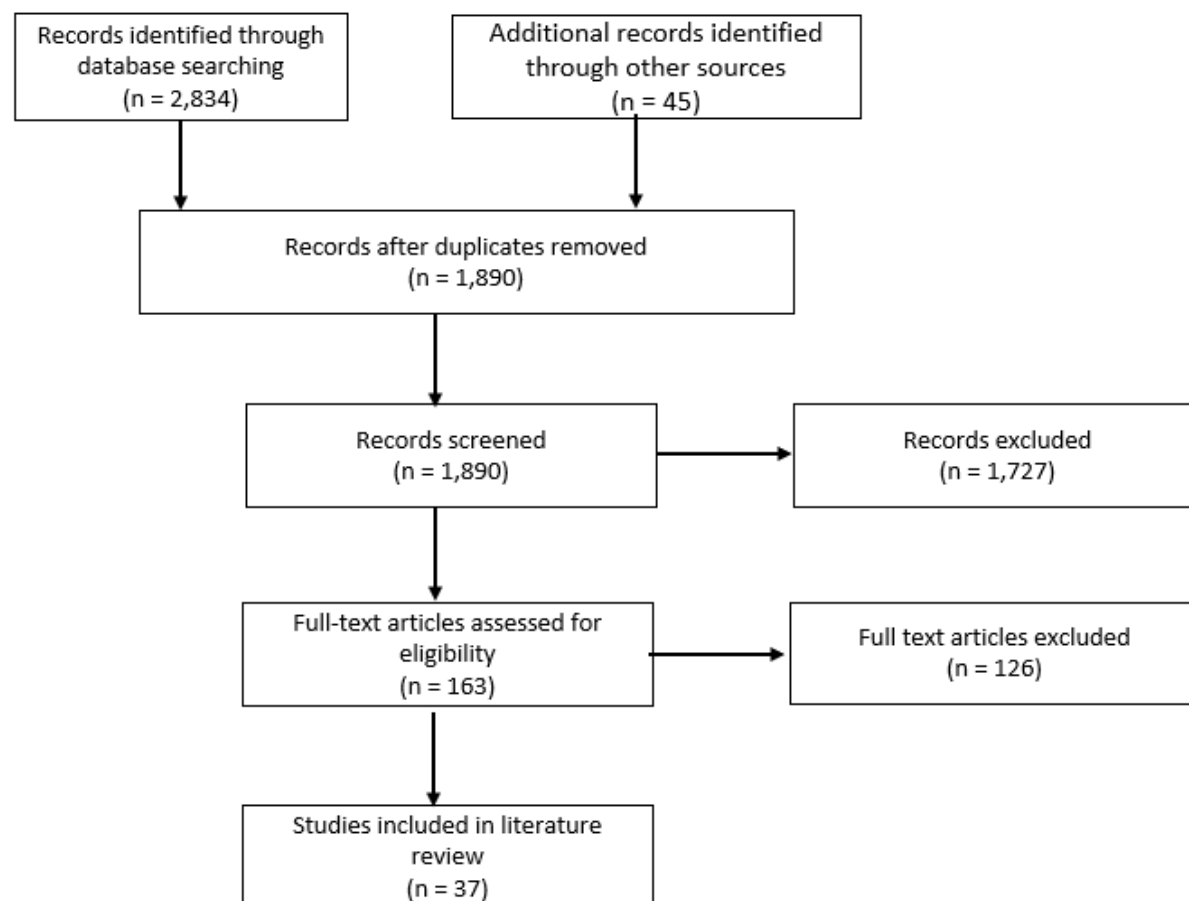 Records identified through
database searching
(n = 2,834)
Additional records identified
through other sources
(n = 45)
Records after duplicates removed
(n = 1,890)
Records screened
(n = 1,890)
Records excluded
(n = 1,727)
Full-text articles assessed for
eligibility
(n = 163)
Full text articles excluded
(n = 126)
Studies included in literature
review
(n = 37)